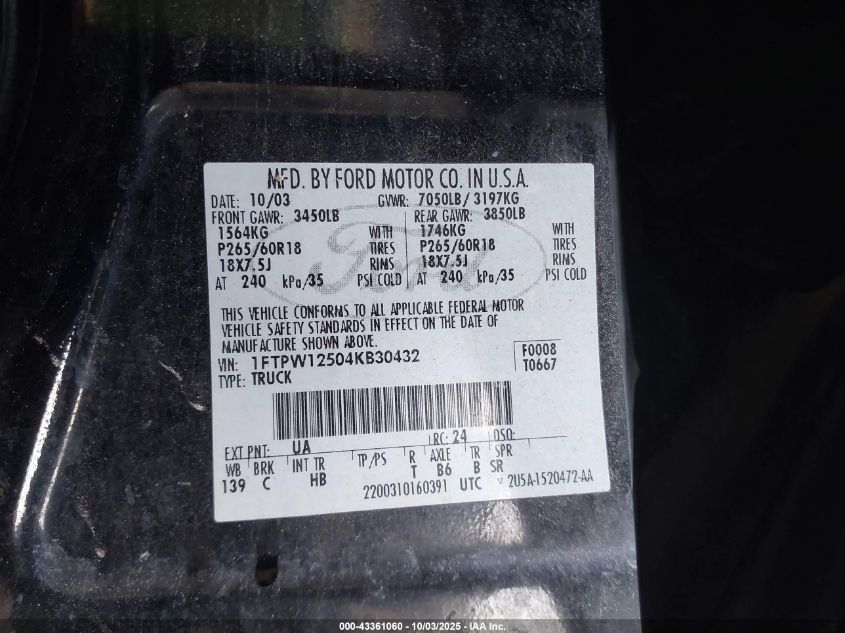 MFD. BY FORD MOTOR CO. IN U.S.A.
DATE: 10/03 GVWR: 7050LB/ 3197KG
FRONT GAWR: 3450LB REAR GAWR: 3850LB
1564KG WITH 1746KG WITH
P265/60R18 TIRES P265/60R18 TIRES
18X7.5J RIMS 18X7.5J RIMS
AT 240 kPa/35 PSI COLD AT 240 kPa/35 PSI COLD
Ford
THIS VEHICLE CONFORMS TO ALL APPLICABLE FEDERAL MOTOR
VEHICLE SAFETY STANDARDS IN EFFECT ON THE DATE OF
MANUFACTURE SHOWN ABOVE.
VIN: 1FTPW12504KB30432 F0008
TYPE: TRUCK T0667
EXT PNT: UA RC: 24 DSO:
WB BRK INT TR TP/PS R AXLE TR SPR
139 C HB T B6 B SR
2200310160391 UTC 2U5A-1520472-AA
000-43361060 - 10/03/2025 - IAA Inc.